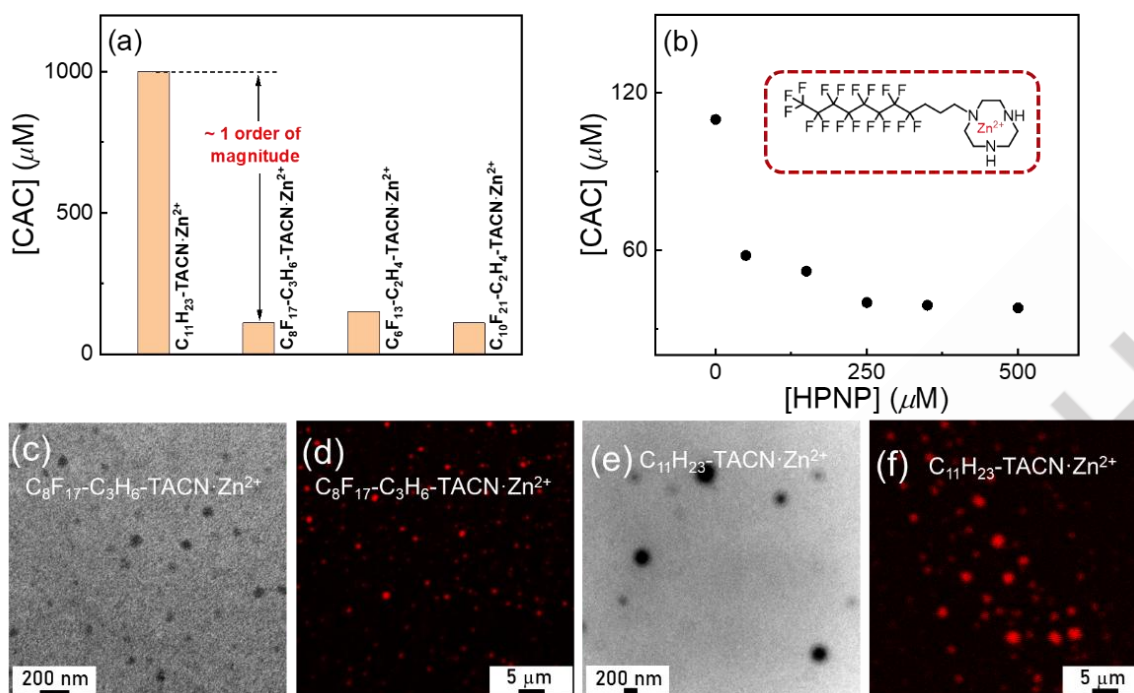 (a)
1000
500
0
[CAC] (μM)
~ 1 order of
magnitude
C₁₁H₂₃-TACN·Zn²⁺
C₈F₁₇-C₃H₆-TACN·Zn²⁺
C₆F₁₃-C₂H₄-TACN·Zn²⁺
C₁₀F₂₁-C₂H₄-TACN·Zn²⁺
(b)
120
60
[CAC] (μM)
F F F F F F F F
F
F
F F F F F F F
N
Zn²⁺
NH
N
H
0 250 500
[HPNP] (μM)
(c)
C₈F₁₇-C₃H₆-TACN·Zn²⁺
200 nm
(d)
C₈F₁₇-C₃H₆-TACN·Zn²⁺
5 μm
(e) C₁₁H₂₃-TACN·Zn²⁺
200 nm
(f)
C₁₁H₂₃-TACN·Zn²⁺
5 μm